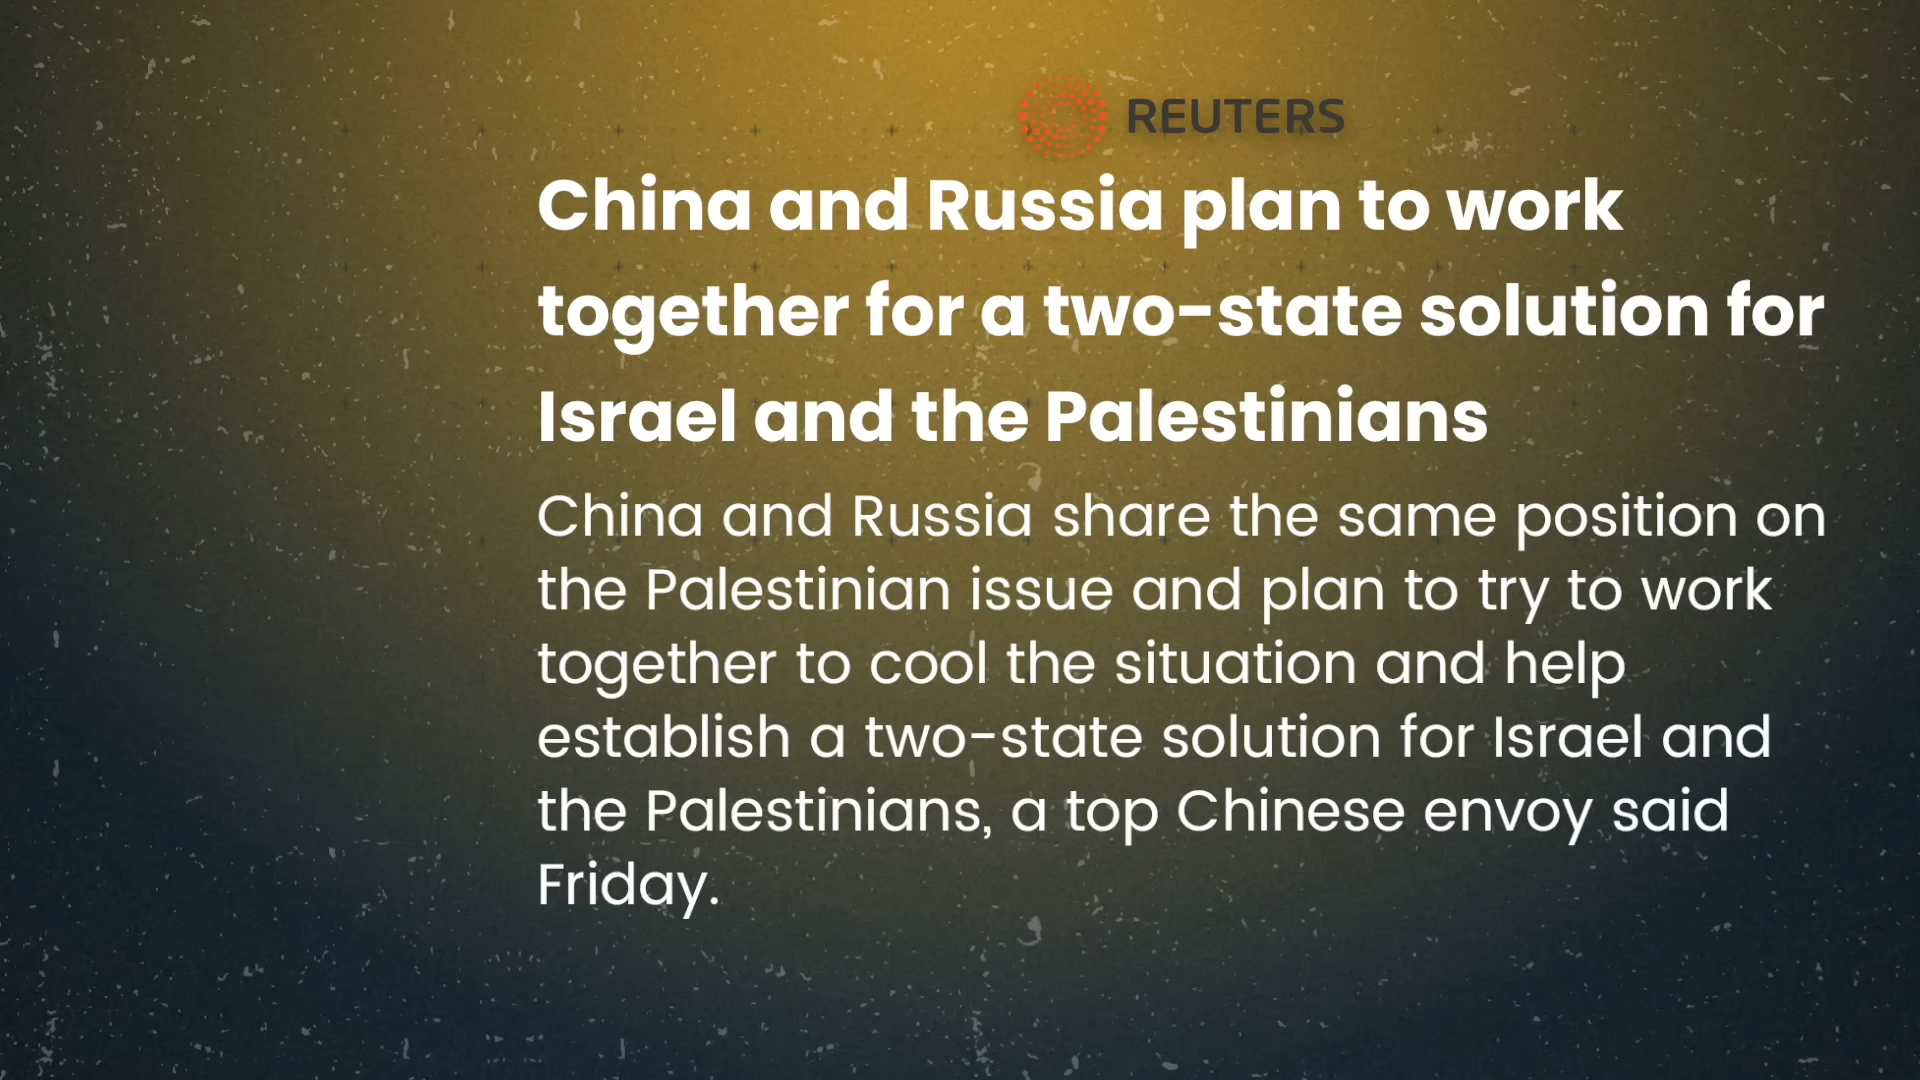 REUTERS
China and Russia plan to work
together for a two-state solution for
Israel and the Palestinians
China and Russia share the same position on
the Palestinian issue and plan to try to work
together to cool the situation and help
establish a two-state solution for Israel and
the Palestinians, a top Chinese envoy said
Friday.